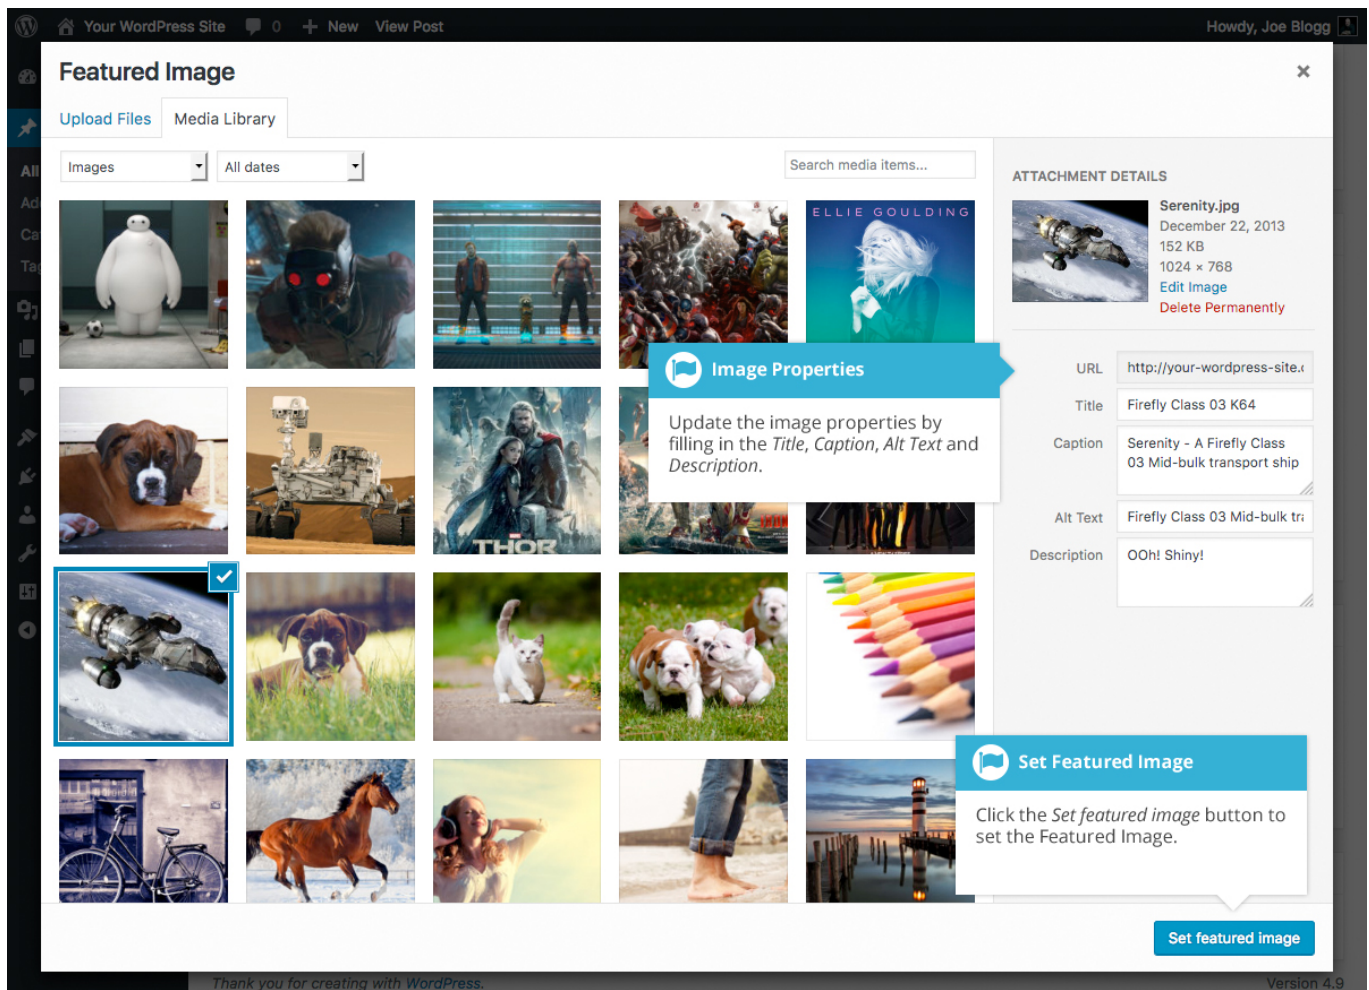 Your WordPress Site
0
New
View Post
Howdy, Joe Blogg
Featured Image
×
Upload Files
Media Library
Images
All dates
Search media items...
ELLIE GOULDING
THOR
Image Properties
Update the image properties by
filling in the Title, Caption, Alt Text and
Description.
ATTACHMENT DETAILS
Serenity.jpg
December 22, 2013
152 KB
1024 × 768
Edit Image
Delete Permanently
URL
http://your-wordpress-site.c
Title
Firefly Class 03 K64
Caption
Serenity - A Firefly Class
03 Mid-bulk transport ship
Alt Text
Firefly Class 03 Mid-bulk tra
Description
OOh! Shiny!
Set Featured Image
Click the Set featured image button to
set the Featured Image.
Set featured image
All
Ad
Ca
Tag
Thank you for creating with WordPress.
Version 4.9